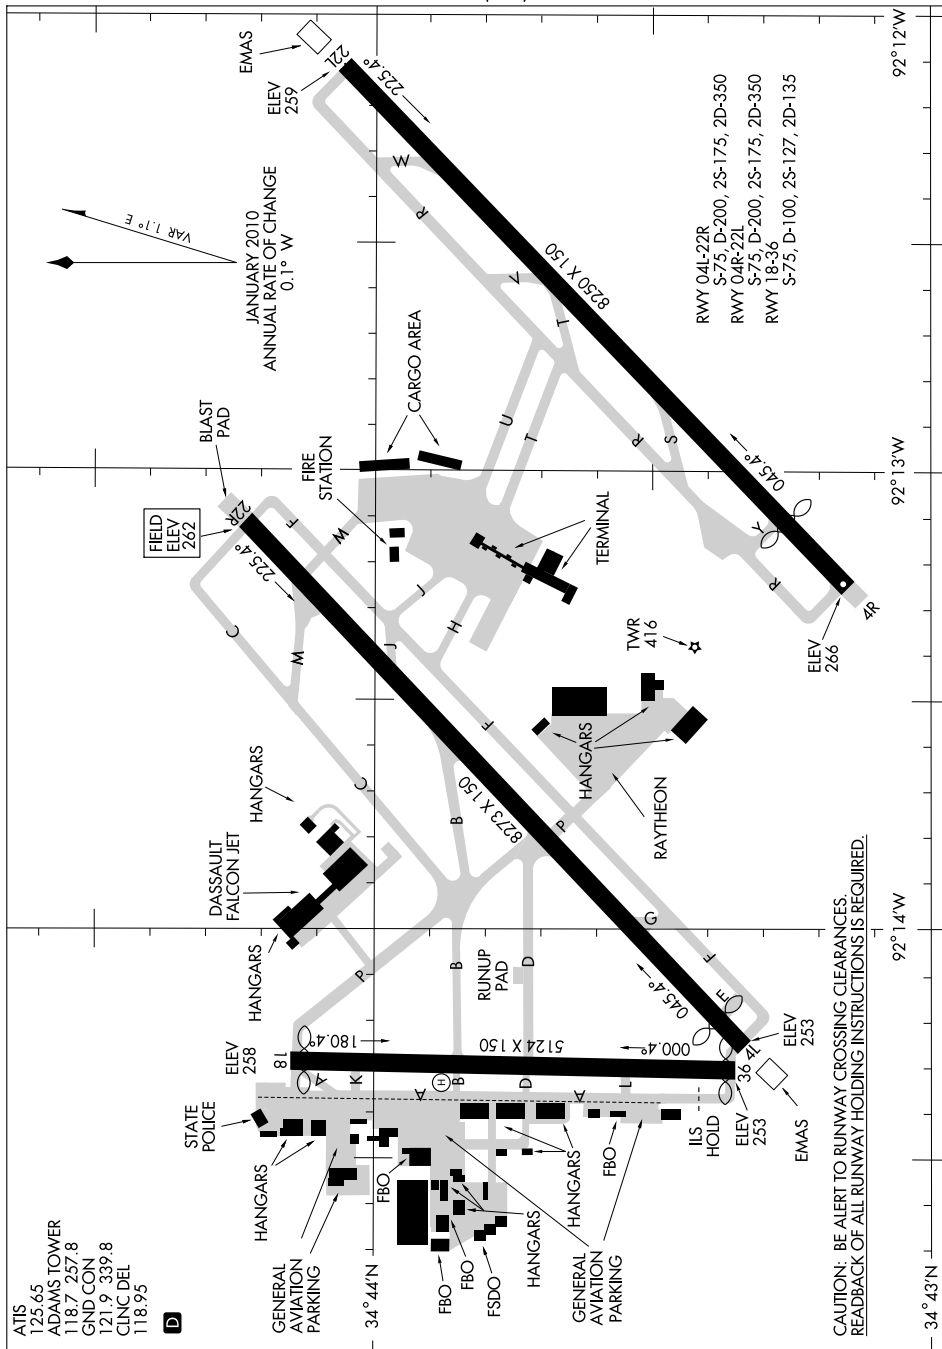 ATIS
125.65
ADAMS TOWER
118.7 257.8
GND CON
121.9 339.8
CLNC DEL
118.95
D
JANUARY 2010
ANNUAL RATE OF CHANGE
0.1° W
VAR 1.1° E
EMAS
ELEV
259
22L
225.4°
W
R
V
T
8250 X 150
RWY 04L-22R
S-75, D-200, 2S-175, 2D-350
RWY 04R-22L
S-75, D-200, 2S-175, 2D-350
RWY 18-36
S-75, D-100, 2S-127, 2D-135
92°12'W
BLAST
PAD
FIELD
ELEV
262
22R
225.4°
F
M
FIRE
STATION
CARGO AREA
U
T
R
S
045.4°
Y
R
92°13'W
C
M
J
J
H
TERMINAL
TWR
416
ELEV
266
4R
HANGARS
DASSAULT
FALCON JET
HANGARS
C
F
B
8273 X 150
P
HANGARS
RAYTHEON
G
F
E
045.4°
92°14'W
P
B
D
RUNUP
PAD
ELEV
258
18
180.4°
5124 X 150
000.4°
36
4L
ELEV
253
ELEV
253
EMAS
ILS
HOLD
A
K
H
A
B
D
A
L
STATE
POLICE
HANGARS
GENERAL
AVIATION
PARKING
FBO
FBO
FBO
FSDO
HANGARS
HANGARS
FBO
GENERAL
AVIATION
PARKING
34°44'N
34°43'N
CAUTION: BE ALERT TO RUNWAY CROSSING CLEARANCES.
READBACK OF ALL RUNWAY HOLDING INSTRUCTIONS IS REQUIRED.